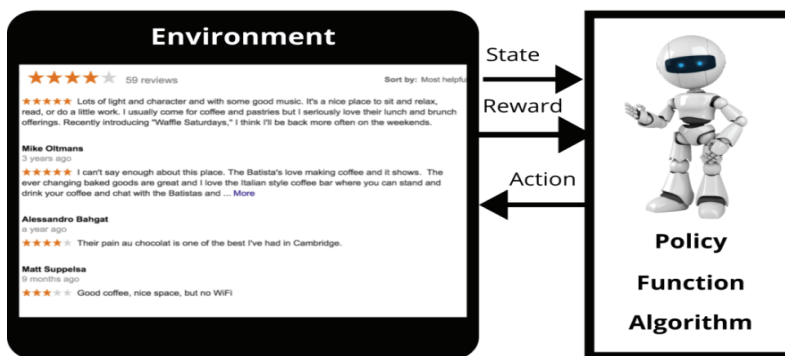 Environment
59 reviews
Sort by: Most helpful
Lots of light and character and with some good music. It's a nice place to sit and relax,
read, or do a little work. I usually come for coffee and pastries but I seriously love their lunch and brunch
offerings. Recently introducing "Waffle Saturdays," I think I'll be back more often on the weekends.
Mike Oltmans
3 years ago
I can't say enough about this place. The Batista's love making coffee and it shows. The
ever changing baked goods are great and I love the Italian style coffee bar where you can stand and
drink your coffee and chat with the Batistas and ... More
Alessandro Bahgat
a year ago
Their pain au chocolat is one of the best I've had in Cambridge.
Matt Suppelsa
9 months ago
Good coffee, nice space, but no WiFi
State
Reward
Action
Policy
Function
Algorithm